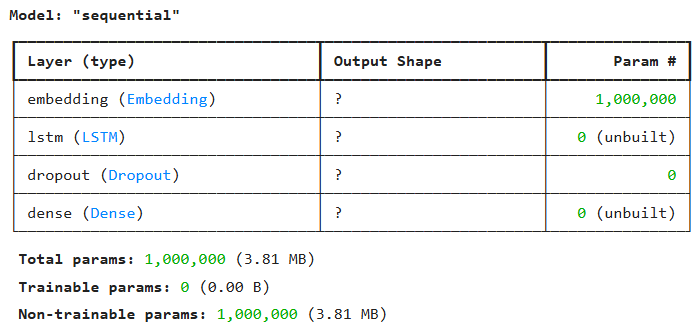 Model: "sequential"
Layer (type) Output Shape Param #
embedding (Embedding) ? 1,000,000
lstm (LSTM) ? 0 (unbuilt)
dropout (Dropout) ? 0
dense (Dense) ? 0 (unbuilt)
Total params: 1,000,000 (3.81 MB)
Trainable params: 0 (0.00 B)
Non-trainable params: 1,000,000 (3.81 MB)